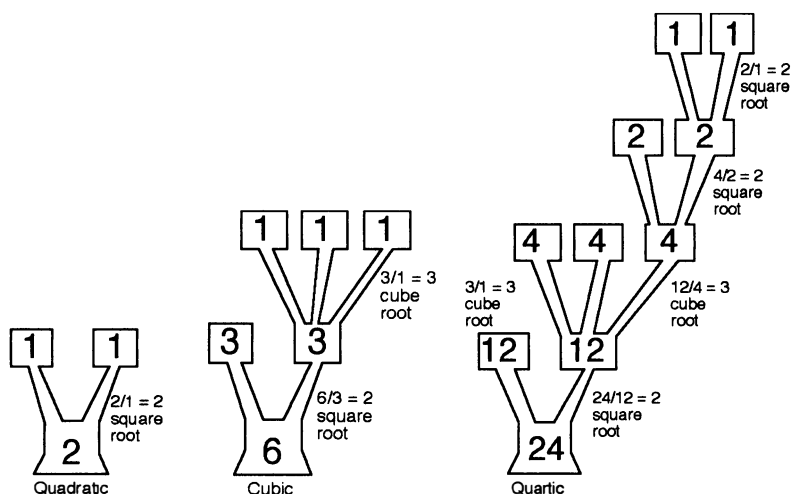 1 1
2/1 = 2
square
root
2
Quadratic
1 1 1
3/1 = 3
cube
root
3 3
6/3 = 2
square
root
6
Cubic
1 1
2/1 = 2
square
root
2 2
4/2 = 2
square
root
4 4 4
3/1 = 3
cube
root
12/4 = 3
cube
root
12 12
24/12 = 2
square
root
24
Quartic